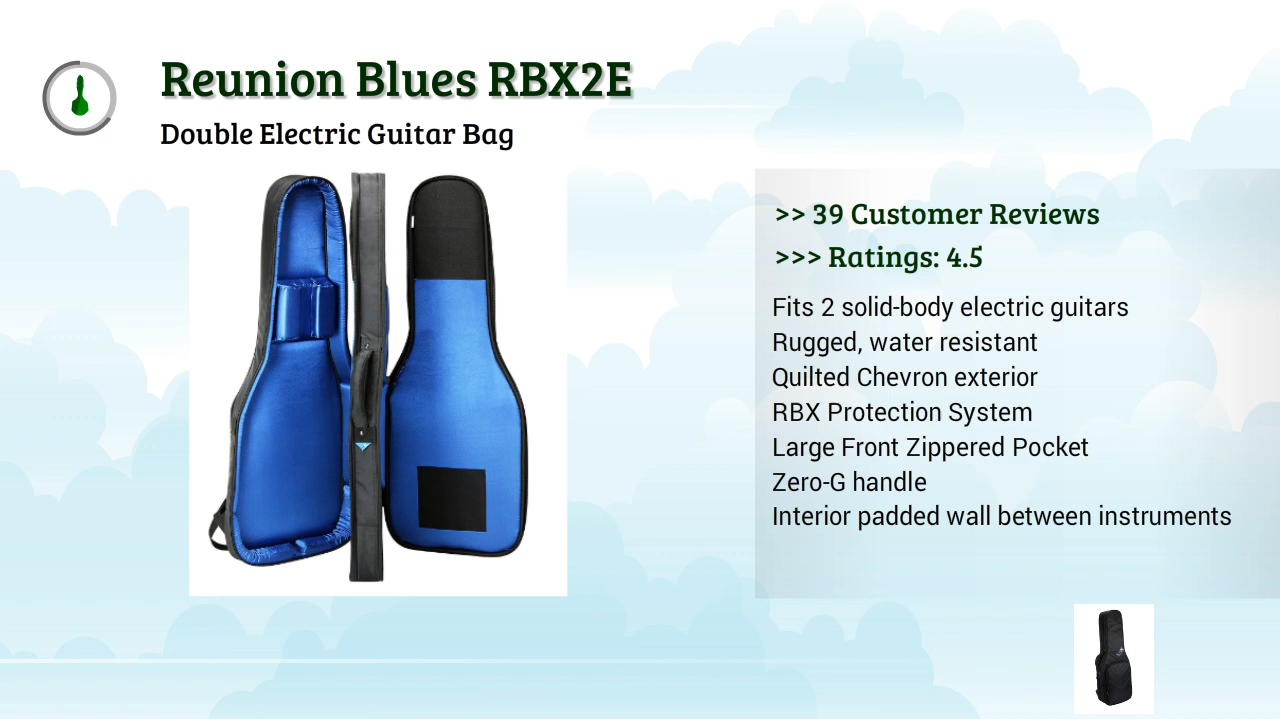 Reunion Blues RBX2E
Double Electric Guitar Bag
>> 39 Customer Reviews
>>> Ratings: 4.5
Fits 2 solid-body electric guitars
Rugged, water resistant
Quilted Chevron exterior
RBX Protection System
Large Front Zippered Pocket
Zero-G handle
Interior padded wall between instruments